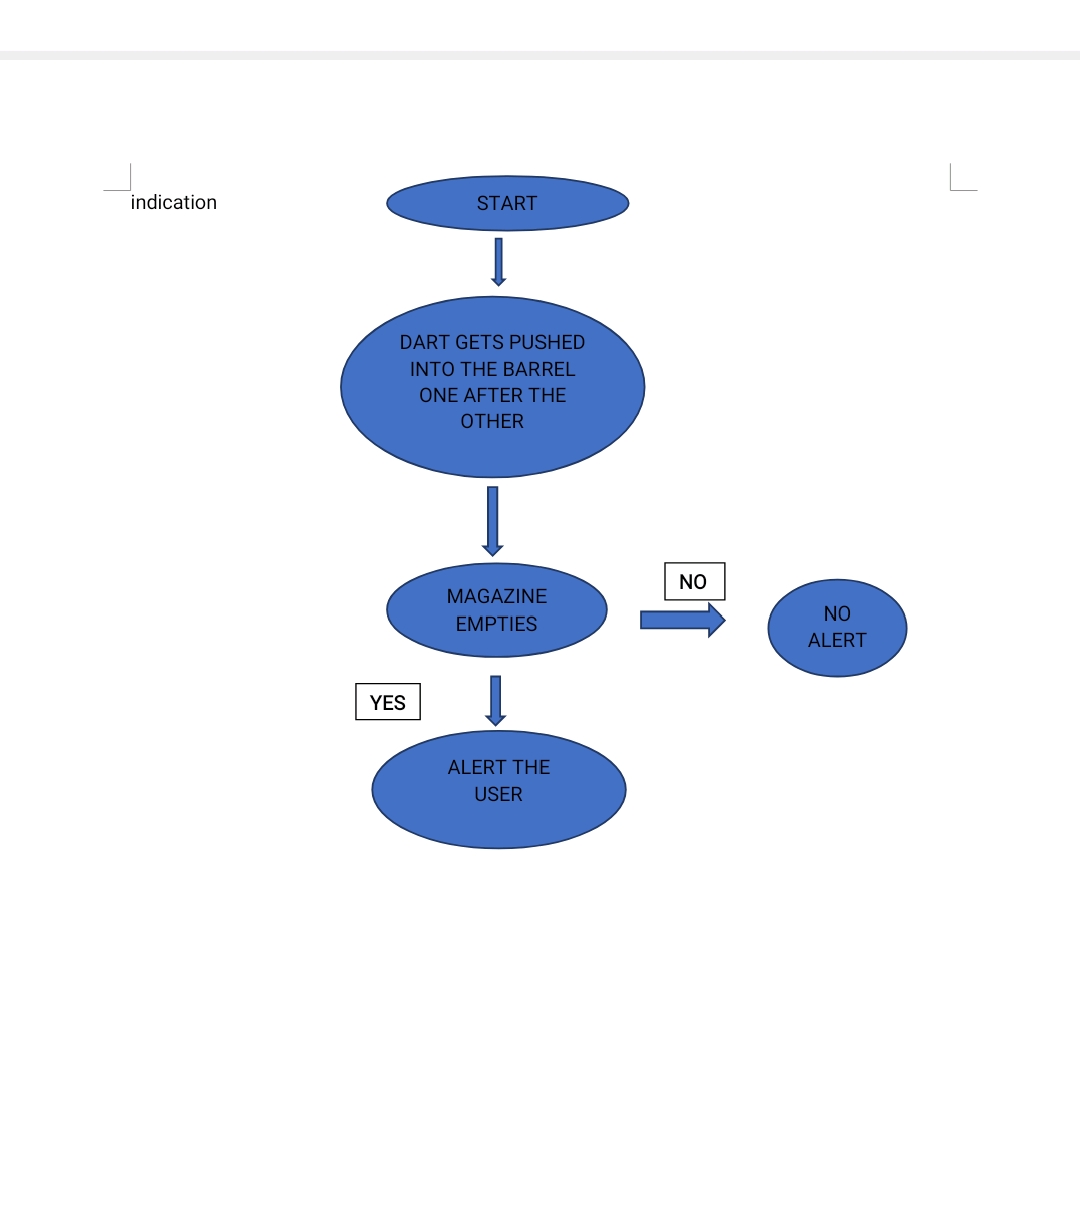 indication
START
DART GETS PUSHED
INTO THE BARREL
ONE AFTER THE
OTHER
MAGAZINE
EMPTIES
NO
NO
ALERT
YES
ALERT THE
USER